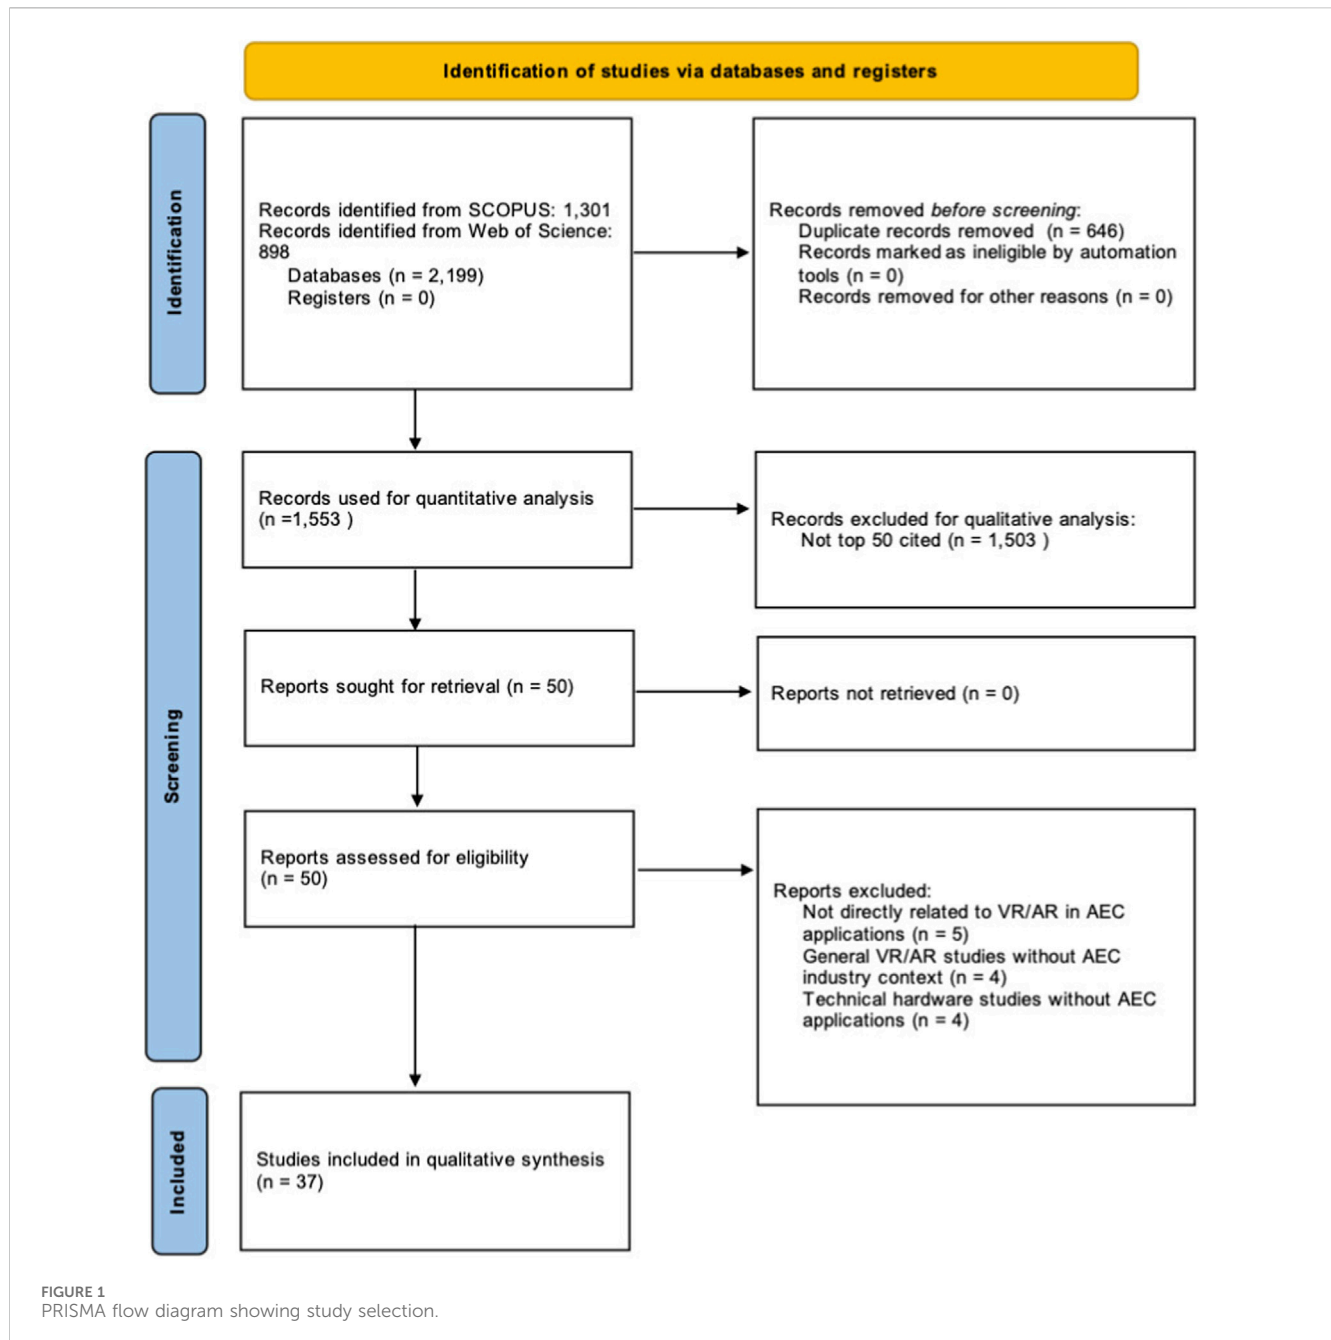 Identification of studies via databases and registers
Identification
Records identified from SCOPUS: 1,301
Records identified from Web of Science:
898
Databases (n = 2,199)
Registers (n = 0)
Records removed before screening:
Duplicate records removed (n = 646)
Records marked as ineligible by automation
tools (n = 0)
Records removed for other reasons (n = 0)
Screening
Records used for quantitative analysis
(n =1,553 )
Records excluded for qualitative analysis:
Not top 50 cited (n = 1,503 )
Reports sought for retrieval (n = 50)
Reports not retrieved (n = 0)
Reports assessed for eligibility
(n = 50)
Reports excluded:
Not directly related to VR/AR in AEC
applications (n = 5)
General VR/AR studies without AEC
industry context (n = 4)
Technical hardware studies without AEC
applications (n = 4)
Included
Studies included in qualitative synthesis
(n = 37)
FIGURE 1
PRISMA flow diagram showing study selection.